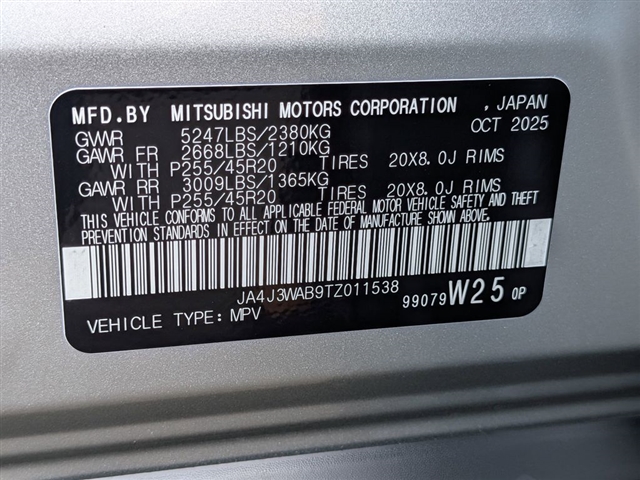 MFD.BY MITSUBISHI MOTORS CORPORATION , JAPAN
GVWR 5247LBS/2380KG OCT 2025
GAWR FR 2668LBS/1210KG
WITH P255/45R20 TIRES 20X8.0J RIMS
GAWR RR 3009LBS/1365KG
WITH P255/45R20 TIRES 20X8.0J RIMS
THIS VEHICLE CONFORMS TO ALL APPLICABLE FEDERAL MOTOR VEHICLE SAFETY AND THEFT
PREVENTION STANDARDS IN EFFECT ON THE DATE OF MANUFACTURE SHOWN ABOVE.
JA4J3WAB9TZ011538
99079 W25 0P
VEHICLE TYPE: MPV